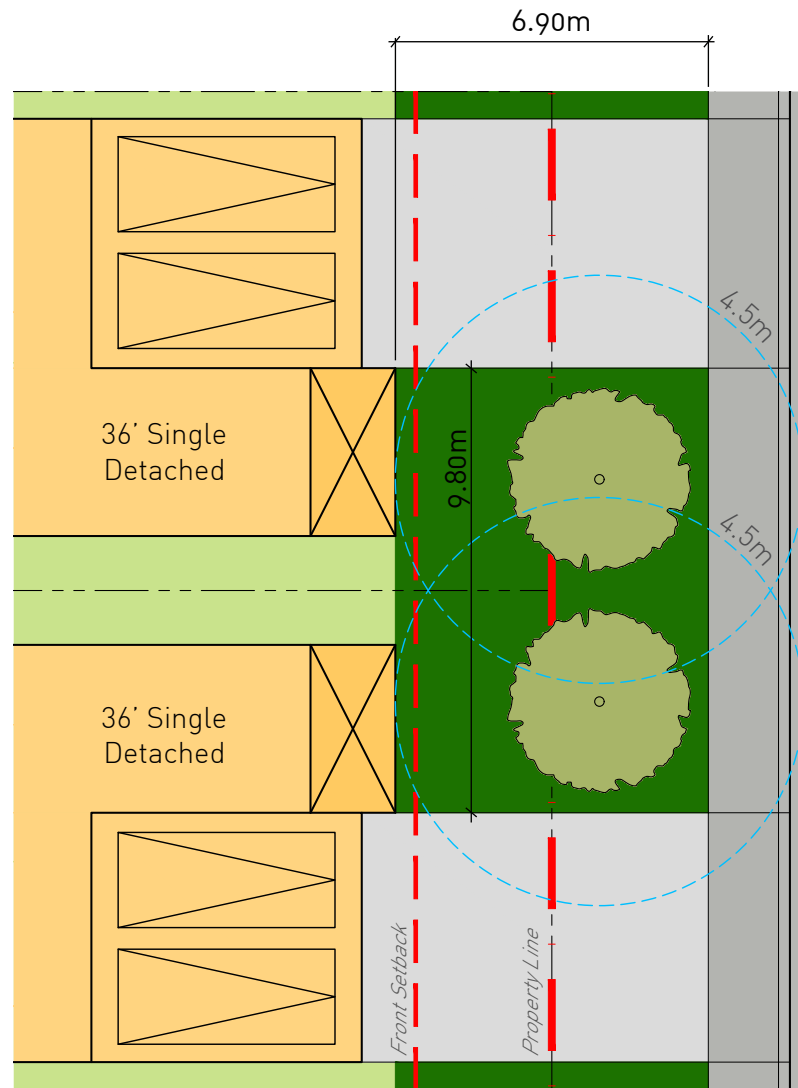 6.90m
4.5m
36’ Single
Detached
9.80m
4.5m
36’ Single
Detached
Front Setback
Property Line